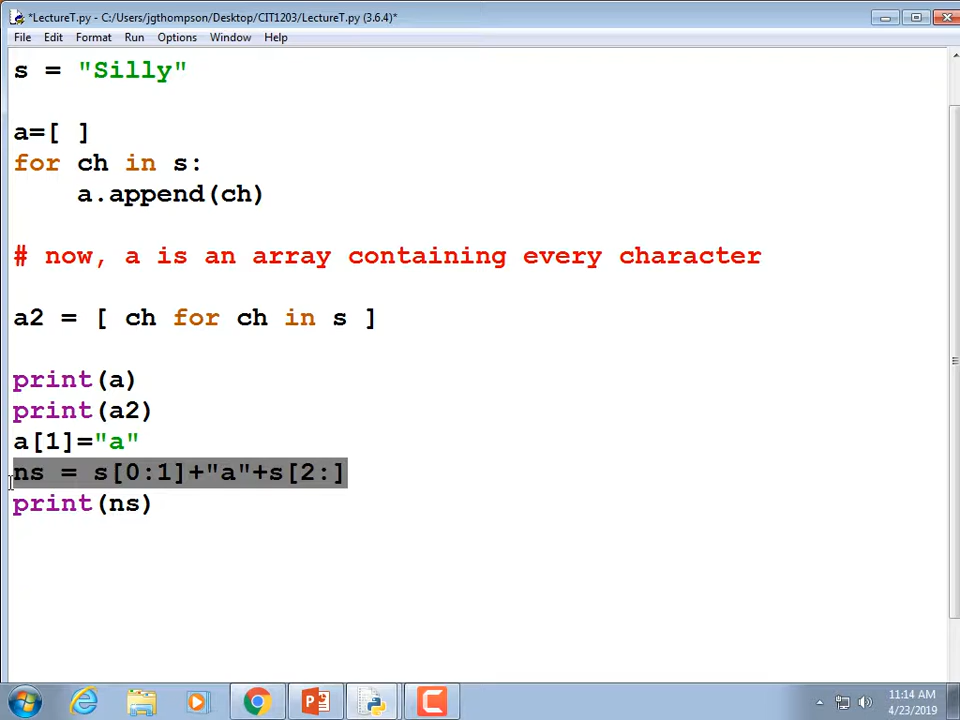 *LectureT.py - C:/Users/jgthompson/Desktop/CIT1203/LectureT.py (3.6.4)*
File Edit Format Run Options Window Help
s = "Silly"
a=[ ]
for ch in s:
    a.append(ch)
# now, a is an array containing every character
a2 = [ ch for ch in s ]
print(a)
print(a2)
a[1]="a"
ns = s[0:1]+"a"+s[2:]
print(ns)
11:14 AM
4/23/2019